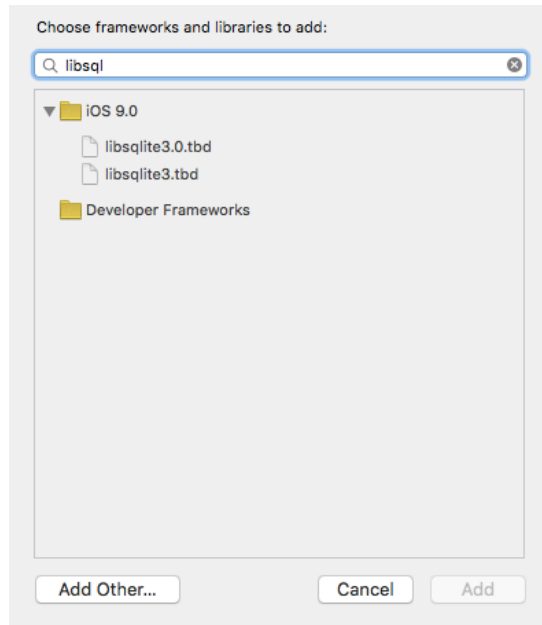 Choose frameworks and libraries to add:
libsql
iOS 9.0
libsqlite3.0.tbd
libsqlite3.tbd
Developer Frameworks
Add Other... Cancel Add